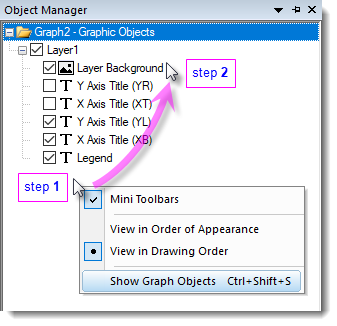 Object Manager
Graph2 - Graphic Objects
Layer1
Layer Background
step 2
Y Axis Title (YR)
X Axis Title (XT)
Y Axis Title (YL)
X Axis Title (XB)
Legend
step 1
Mini Toolbars
View in Order of Appearance
View in Drawing Order
Show Graph Objects Ctrl+Shift+S